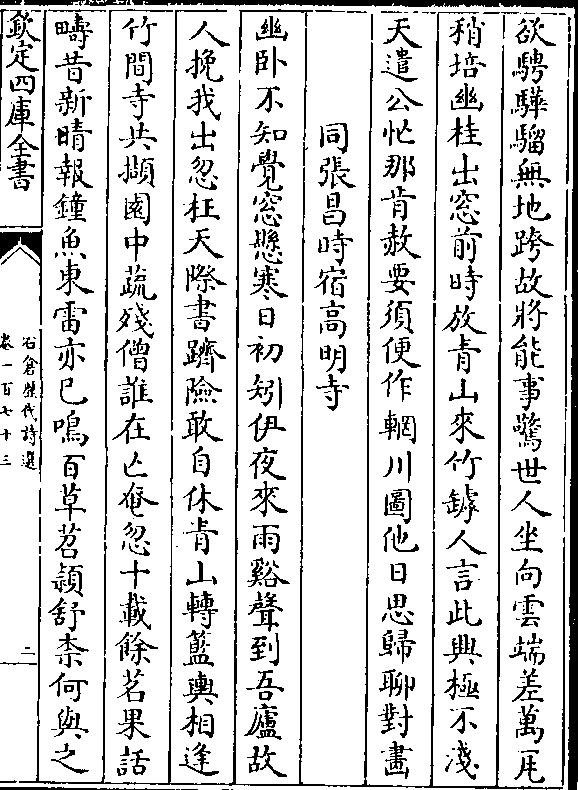 欲騁驊騮無地跨故將能事驚世人坐向雲端差萬瓦
稍培幽桂出窓前時放青山來竹罅人言此興極不淺
天遣公忙那肯赦要須便作輞川圖他日思歸聊對畫
同張昌時宿高明寺
幽卧不知覺窓懸寒日初矧伊夜來雨谿聲到吾廬故
人挽我出忽枉天際書躋險敢自休肯山轉籃輿相逢
竹間寺共擷園中蔬殘僧誰在亡奄忽十載餘茗果話
疇昔新晴報鐘魚東雷亦已鳴百草苕穎舒柰何與之
欽定四庫全書
石倉歷代詩選
卷一百七十三
二